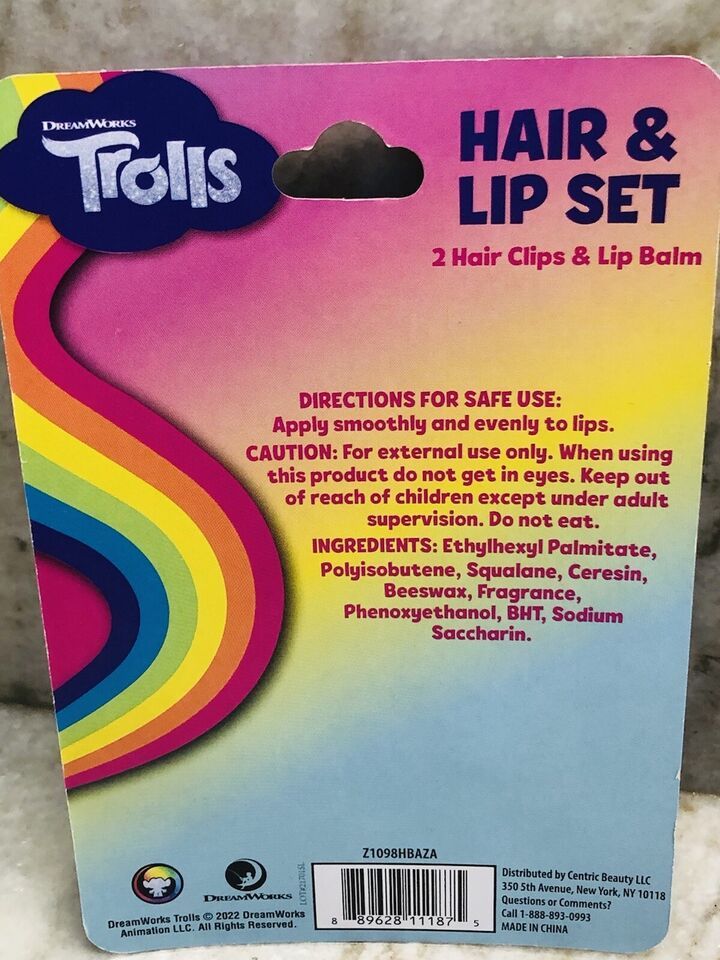 DREAMWORKS
Trolls
HAIR &
LIP SET
2 Hair Clips & Lip Balm
DIRECTIONS FOR SAFE USE:
Apply smoothly and evenly to lips.
CAUTION: For external use only. When using
this product do not get in eyes. Keep out
of reach of children except under adult
supervision. Do not eat.
INGREDIENTS: Ethylhexyl Palmitate,
Polyisobutene, Squalane, Ceresin,
Beeswax, Fragrance,
Phenoxyethanol, BHT, Sodium
Saccharin.
DREAMWORKS
DreamWorks Trolls © 2022 DreamWorks
Animation LLC. All Rights Reserved.
Z1098HBAZA
8 89628 11187 5
Distributed by Centric Beauty LLC
350 5th Avenue, New York, NY 10118
Questions or Comments?
Call 1-888-893-0993
MADE IN CHINA